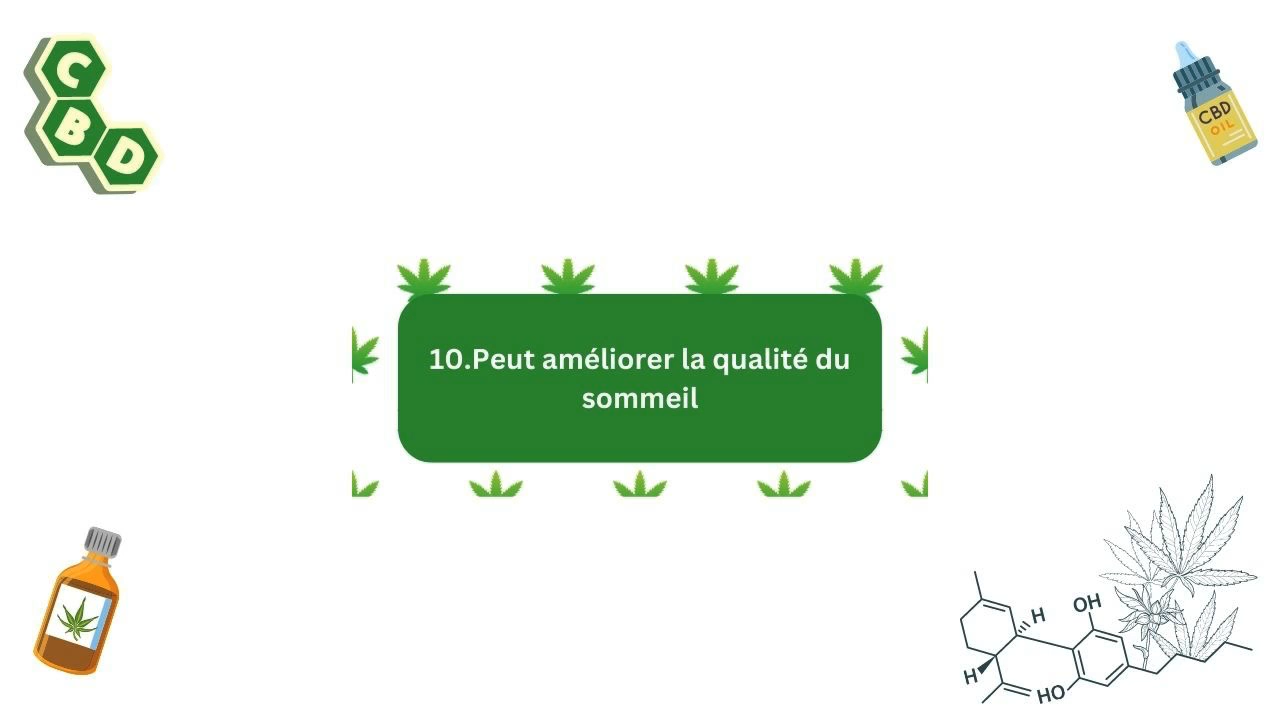 C
B
D
CBD
OIL
10.Peut améliorer la qualité du
sommeil
H
OH
H
HO